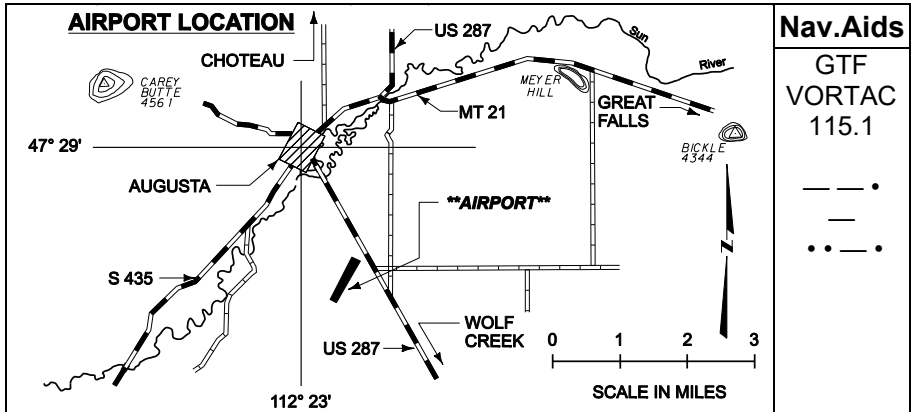 AIRPORT LOCATION
CHOTEAU
US 287
Sun
River
CAREY
BUTTE
4561
MEYER
HILL
MT 21
GREAT
FALLS
BICKLE
4344
47° 29'
AUGUSTA
**AIRPORT**
N
S 435
WOLF
CREEK
US 287
0 1 2 3
SCALE IN MILES
112° 23'
Nav.Aids
GTF
VORTAC
115.1
— — •
—
• • — •